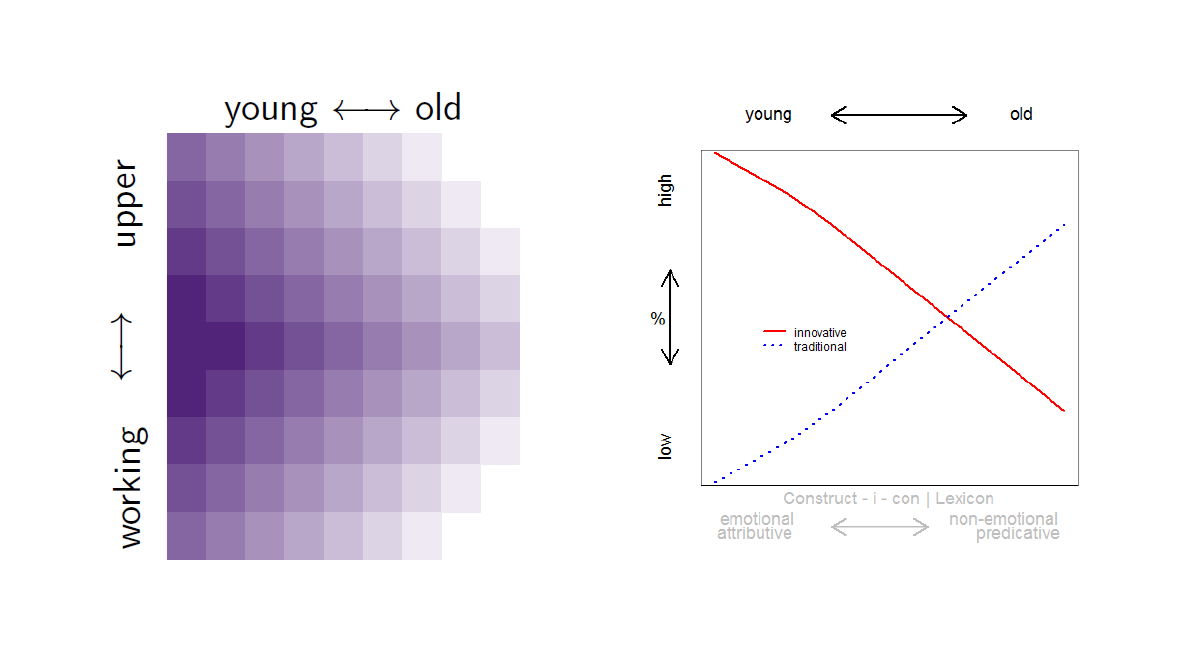 young ⟷ old
upper
⟷
working
young ⟷ old
high
%
low
innovative
traditional
Construct - i - con | Lexicon
emotional ⟷ non-emotional
attributive predicative